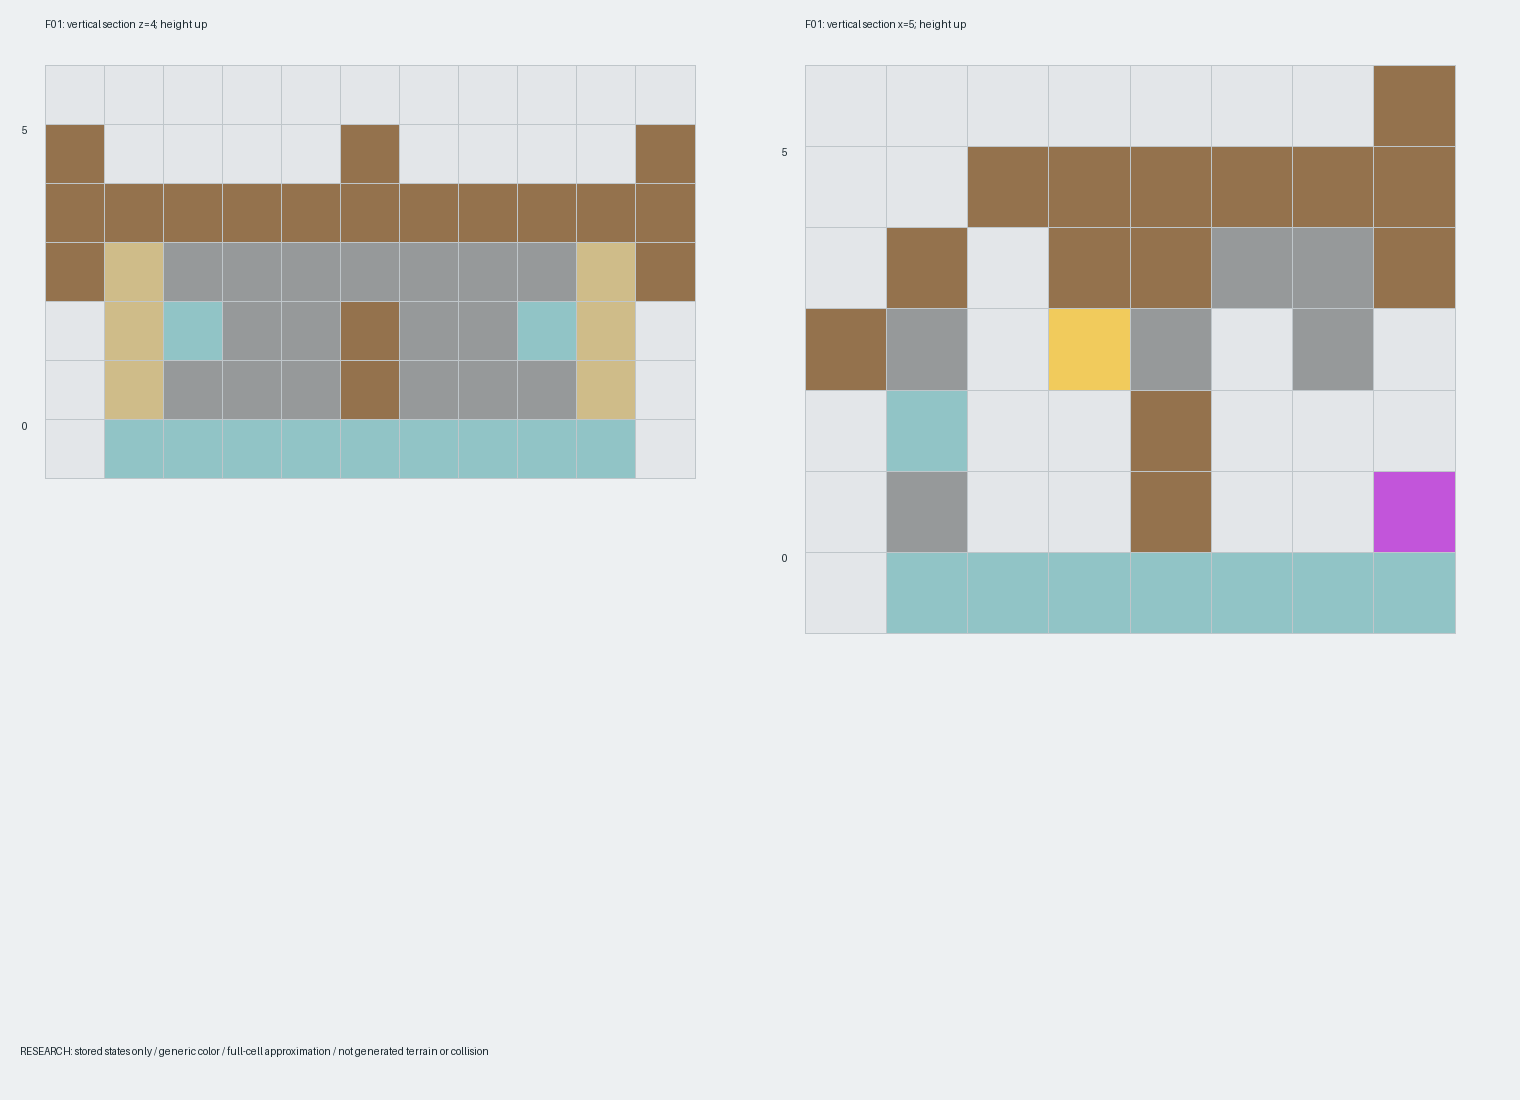 F01: vertical section z=4; height up
F01: vertical section x=5; height up
5
5
0
0
RESEARCH: stored states only / generic color / full-cell approximation / not generated terrain or collision